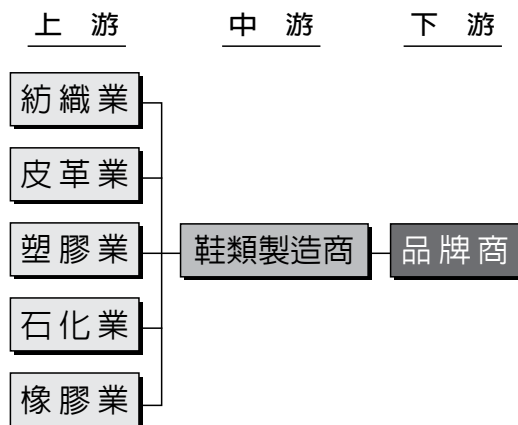 上 游 中 游 下 游
紡織業
皮革業
塑膠業 鞋類製造商 品牌商
石化業
橡膠業